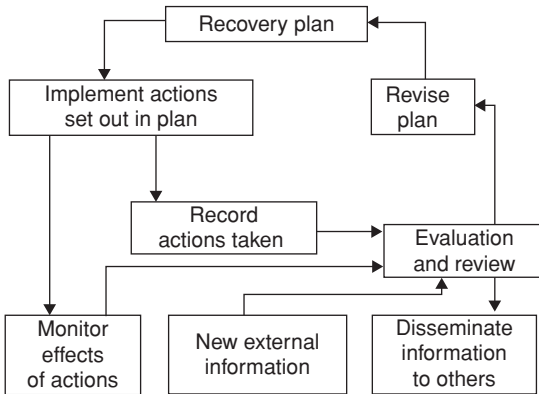 Recovery plan
Implement actions
set out in plan
Revise
plan
Record
actions taken
Evaluation
and review
Monitor
effects
of actions
New external
information
Disseminate
information
to others